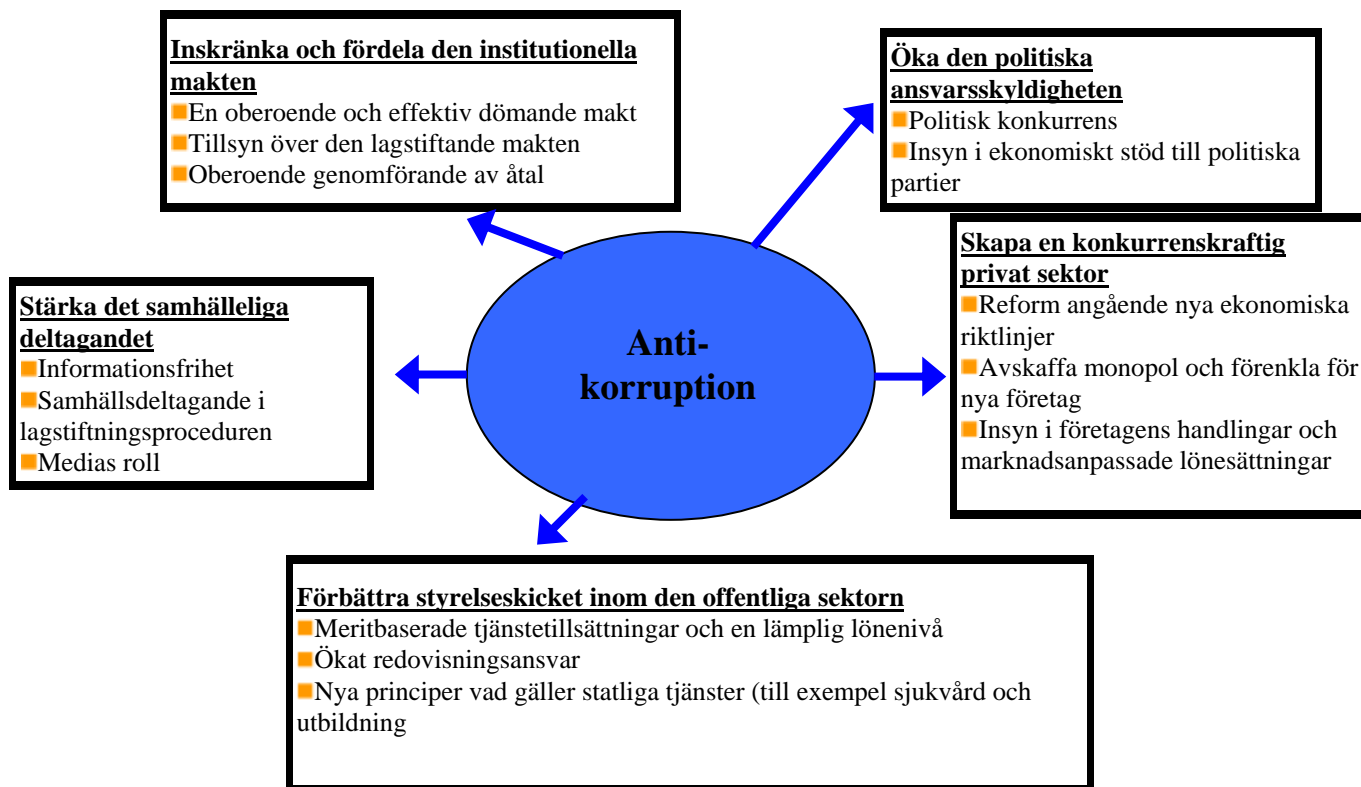 Inskränka och fördela den institutionella
makten
En oberoende och effektiv dömande makt
Tillsyn över den lagstiftande makten
Oberoende genomförande av åtal
Öka den politiska
ansvarsskyldigheten
Politisk konkurrens
Insyn i ekonomiskt stöd till politiska
partier
Stärka det samhälleliga
deltagandet
Informationsfrihet
Samhällsdeltagande i
lagstiftningsproceduren
Medias roll
Anti-
korruption
Skapa en konkurrenskraftig
privat sektor
Reform angående nya ekonomiska
riktlinjer
Avskaffa monopol och förenkla för
nya företag
Insyn i företagens handlingar och
marknadsanpassade lönesättningar
Förbättra styrelseskicket inom den offentliga sektorn
Meritbaserade tjänstetillsättningar och en lämplig lönenivå
Ökat redovisningsansvar
Nya principer vad gäller statliga tjänster (till exempel sjukvård och
utbildning